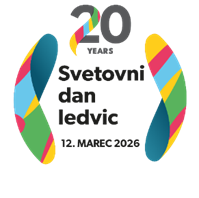 20
YEARS
Svetovni
dan
ledvic
12. MAREC 2026